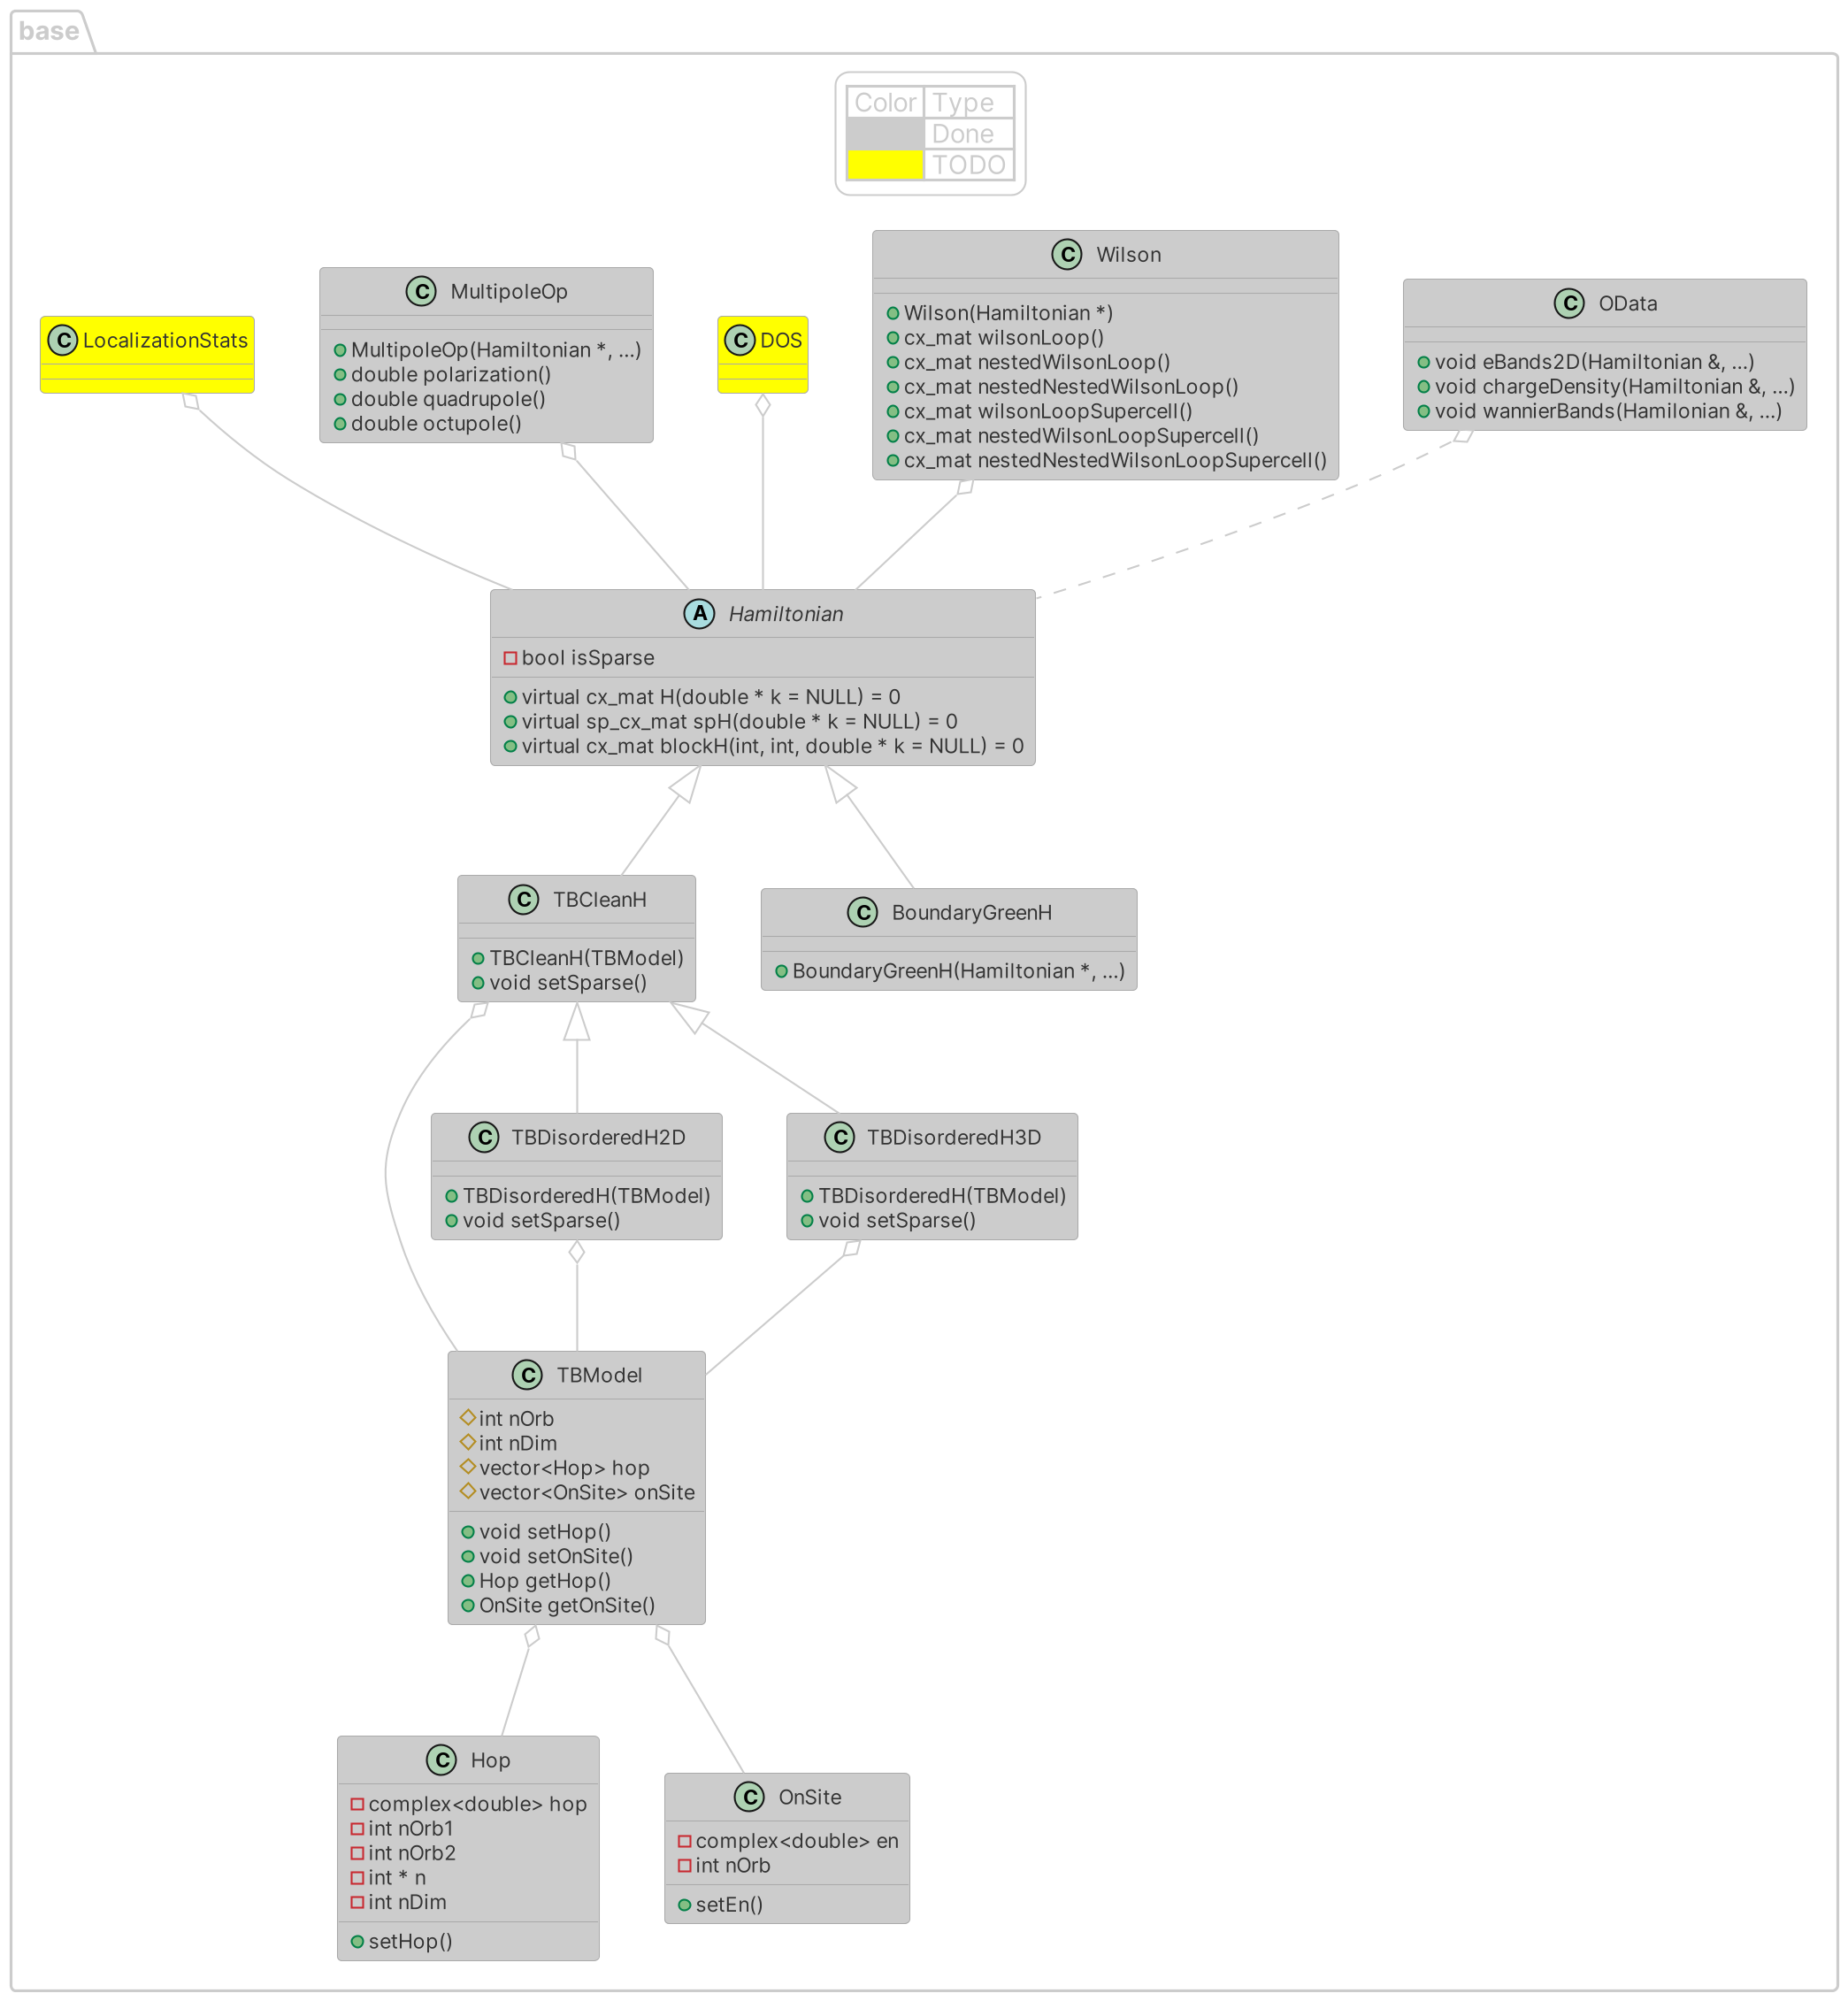 base
Color Type
Done
TODO
C LocalizationStats
C MultipoleOp
MultipoleOp(Hamiltonian *, ...)
double polarization()
double quadrupole()
double octupole()
C DOS
C Wilson
Wilson(Hamiltonian *)
cx_mat wilsonLoop()
cx_mat nestedWilsonLoop()
cx_mat nestedNestedWilsonLoop()
cx_mat wilsonLoopSupercell()
cx_mat nestedWilsonLoopSupercell()
cx_mat nestedNestedWilsonLoopSupercell()
C OData
void eBands2D(Hamiltonian &, ...)
void chargeDensity(Hamiltonian &, ...)
void wannierBands(Hamilonian &, ...)
A Hamiltonian
bool isSparse
virtual cx_mat H(double * k = NULL) = 0
virtual sp_cx_mat spH(double * k = NULL) = 0
virtual cx_mat blockH(int, int, double * k = NULL) = 0
C TBCleanH
TBCleanH(TBModel)
void setSparse()
C BoundaryGreenH
BoundaryGreenH(Hamiltonian *, ...)
C TBDisorderedH2D
TBDisorderedH(TBModel)
void setSparse()
C TBDisorderedH3D
TBDisorderedH(TBModel)
void setSparse()
C TBModel
int nOrb
int nDim
vector<Hop> hop
vector<OnSite> onSite
void setHop()
void setOnSite()
Hop getHop()
OnSite getOnSite()
C Hop
complex<double> hop
int nOrb1
int nOrb2
int * n
int nDim
setHop()
C OnSite
complex<double> en
int nOrb
setEn()